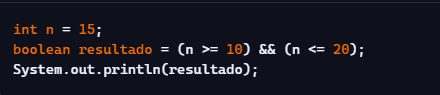 int n = 15;
boolean resultado = (n >= 10) && (n <= 20);
System.out.println(resultado);